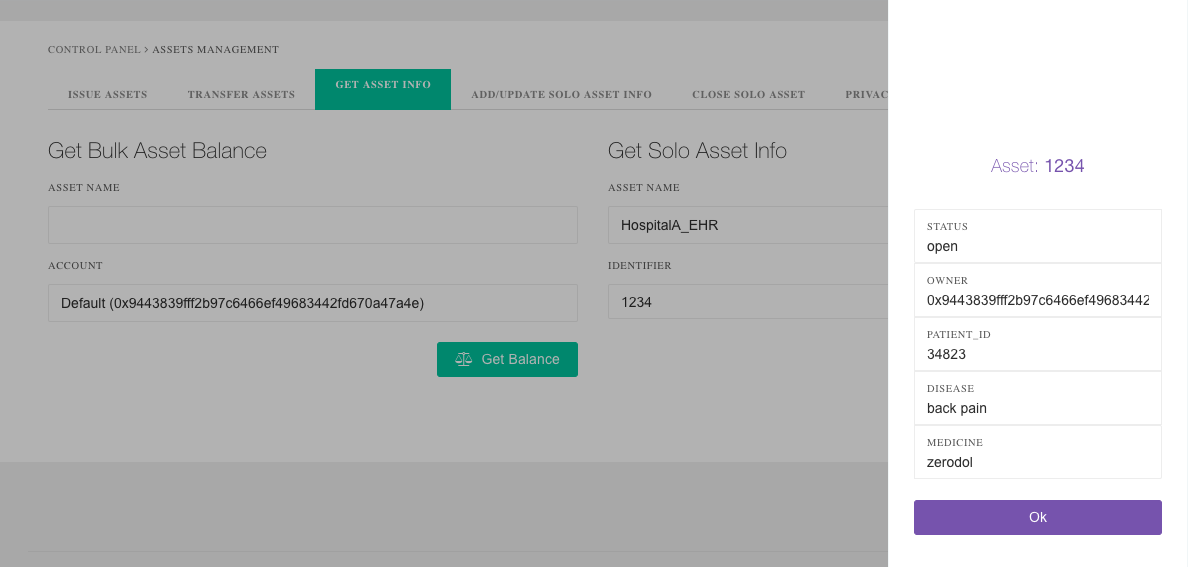 CONTROL PANEL > ASSETS MANAGEMENT
ISSUE ASSETS TRANSFER ASSETS GET ASSET INFO ADD/UPDATE SOLO ASSET INFO CLOSE SOLO ASSET PRIVAC
Get Bulk Asset Balance
ASSET NAME
ACCOUNT
Default (0x9443839fff2b97c6466ef49683442fd670a47a4e)
Get Balance
Get Solo Asset Info
ASSET NAME
HospitalA_EHR
IDENTIFIER
1234
Asset: 1234
STATUS
open
OWNER
0x9443839fff2b97c6466ef49683442
PATIENT_ID
34823
DISEASE
back pain
MEDICINE
zerodol
Ok